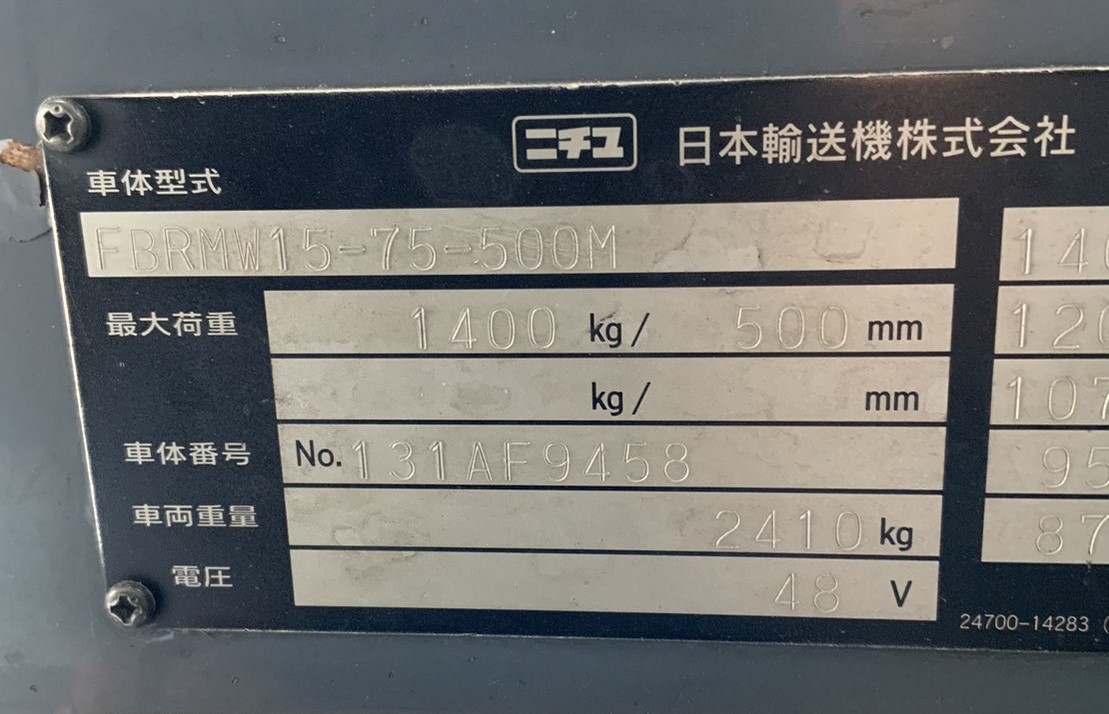 ニチユ 日本輸送機株式会社
車体型式
FBRMW15-75-500M
最大荷重 1400 kg/ 500 mm
kg/ mm
車体番号 No.131AF9458
車両重量 2410 kg
電圧 48 V
24700-14283